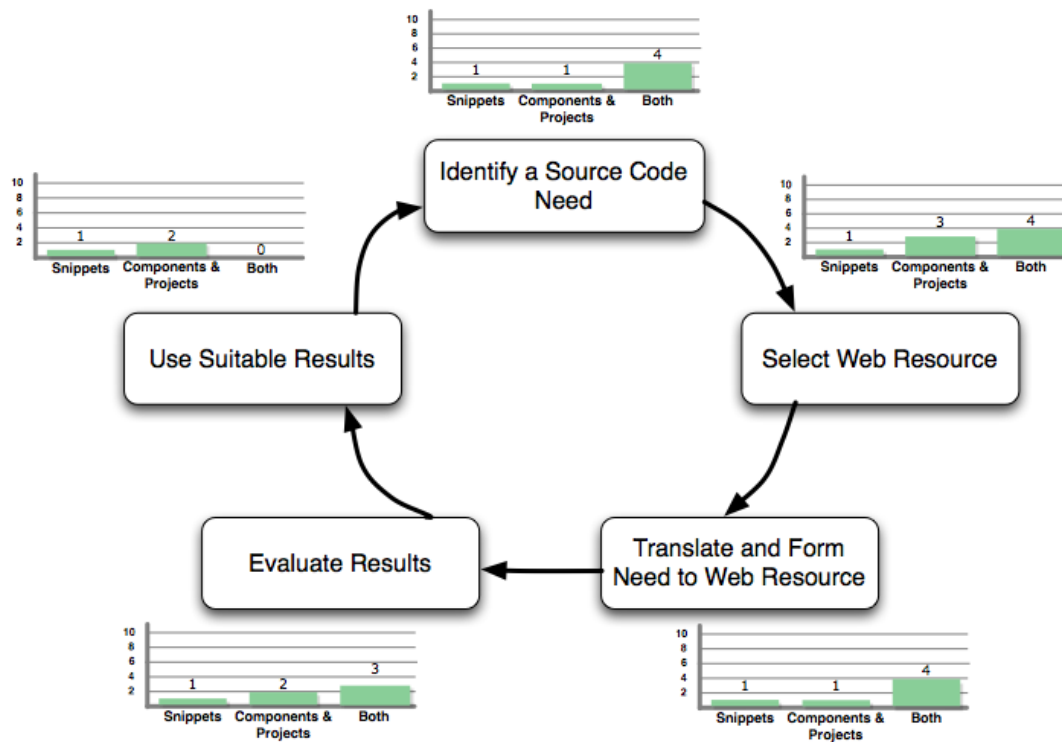 10
8
6
4
2
1
1
4
Snippets
Components &
Projects
Both
Identify a Source Code
Need
10
8
6
4
2
1
2
0
Snippets
Components &
Projects
Both
10
8
6
4
2
1
3
4
Snippets
Components &
Projects
Both
Use Suitable Results
Select Web Resource
Evaluate Results
Translate and Form
Need to Web Resource
10
8
6
4
2
1
2
3
Snippets
Components &
Projects
Both
10
8
6
4
2
1
1
4
Snippets
Components &
Projects
Both